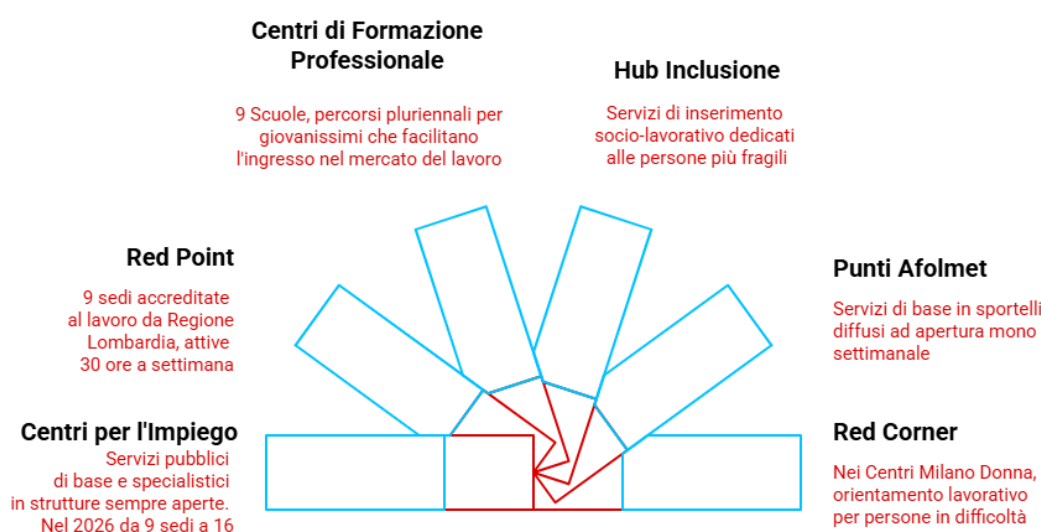 Centri di Formazione
Professionale
9 Scuole, percorsi pluriennali per
giovanissimi che facilitano
l'ingresso nel mercato del lavoro
Hub Inclusione
Servizi di inserimento
socio-lavorativo dedicati
alle persone più fragili
Red Point
9 sedi accreditate
al lavoro da Regione
Lombardia, attive
30 ore a settimana
Punti Afolmet
Servizi di base in sportelli
diffusi ad apertura mono
settimanale
Centri per l'Impiego
Servizi pubblici
di base e specialistici
in strutture sempre aperte.
Nel 2026 da 9 sedi a 16
Red Corner
Nei Centri Milano Donna,
orientamento lavorativo
per persone in difficoltà